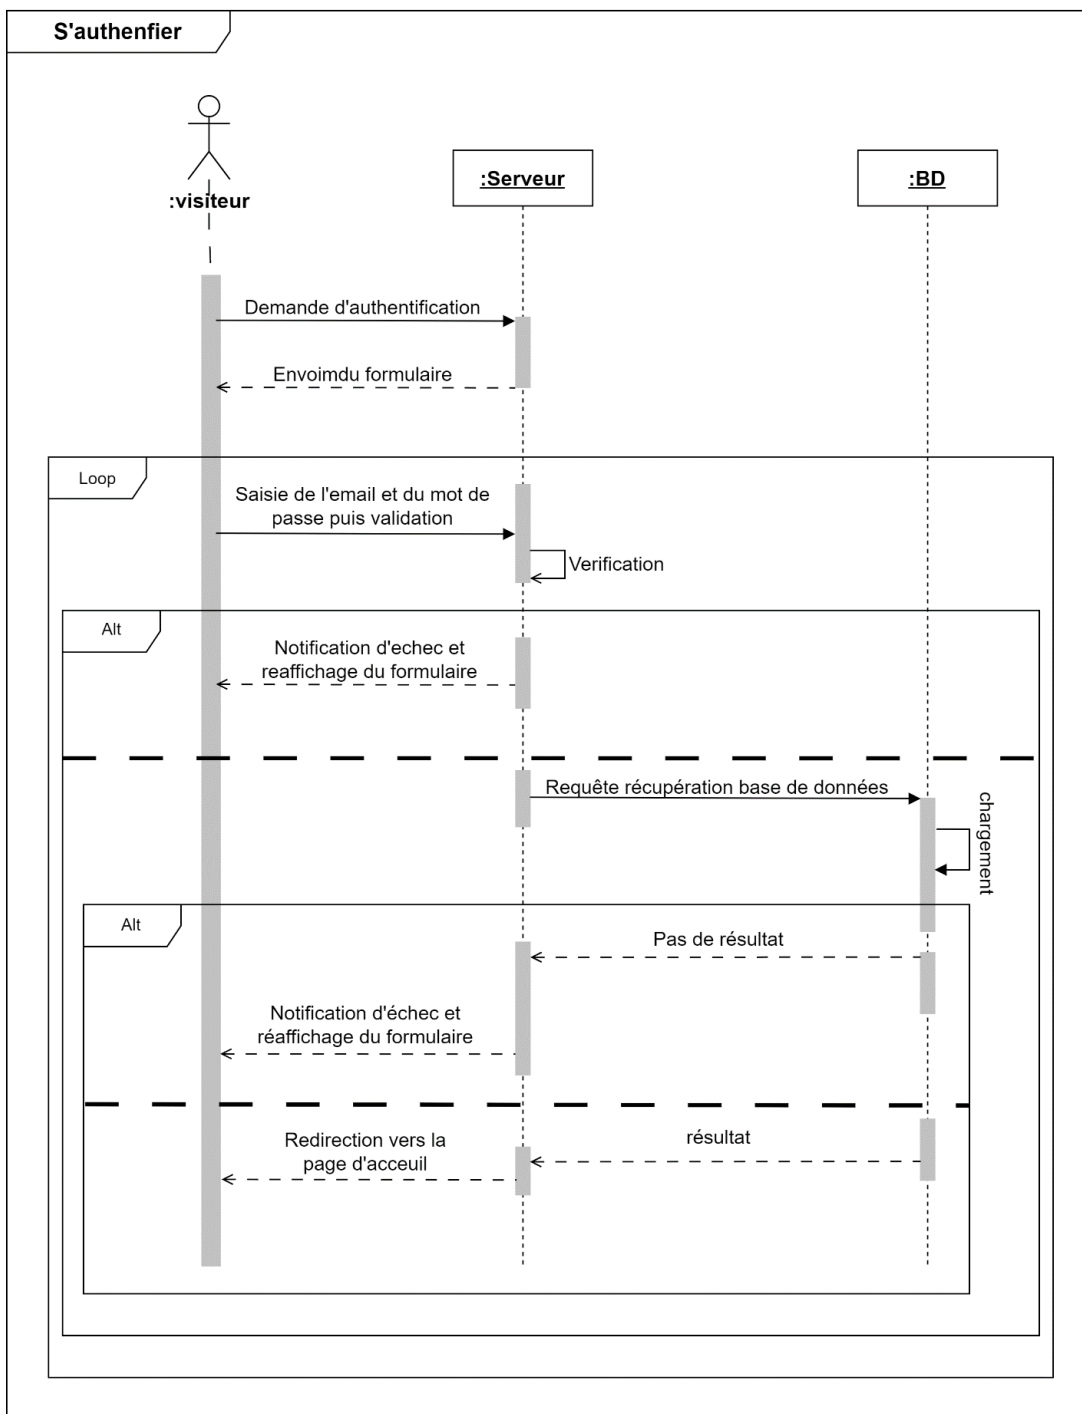 S'authenfier
:visiteur
:Serveur
:BD
Demande d'authentification
Envoimdu formulaire
Loop
Saisie de l'email et du mot de
passe puis validation
Verification
Alt
Notification d'echec et
reaffichage du formulaire
Requête récupération base de données
chargement
Alt
Pas de résultat
Notification d'échec et
réaffichage du formulaire
résultat
Redirection vers la
page d'acceuil